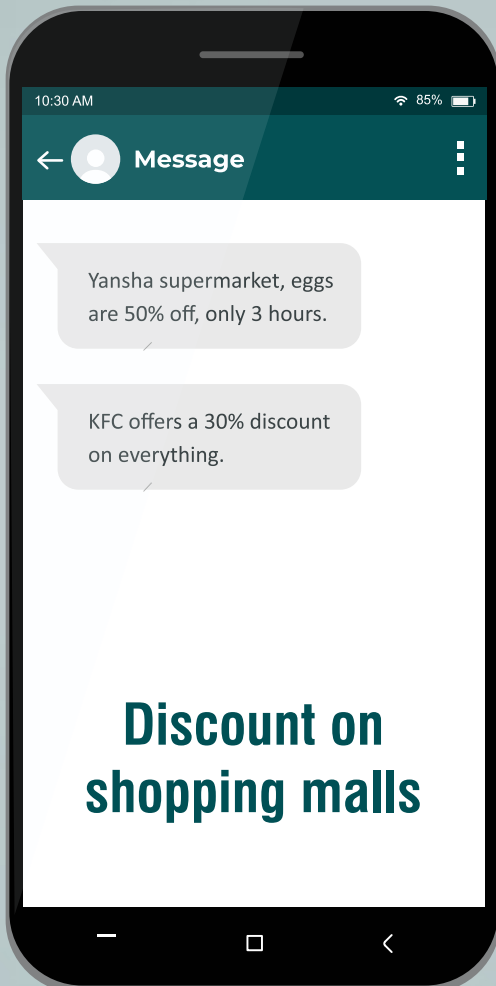 10:30 AM 85%
Message
Yansha supermarket, eggs
are 50% off, only 3 hours.
KFC offers a 30% discount
on everything.
Discount on
shopping malls